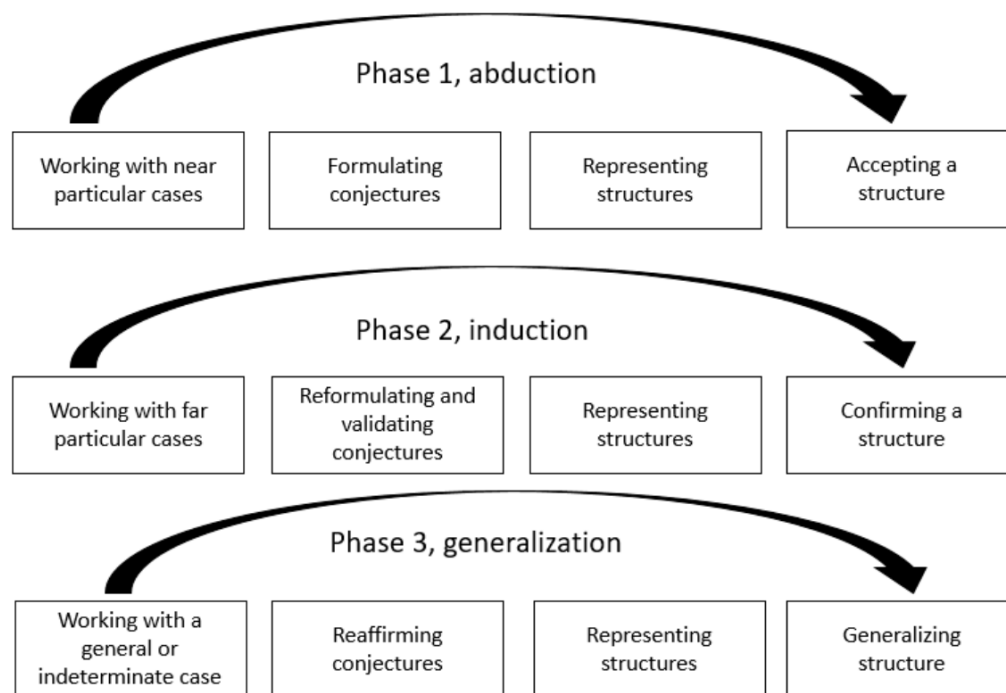 Phase 1, abduction
Working with near
particular cases
Formulating
conjectures
Representing
structures
Accepting a
structure
Phase 2, induction
Working with far
particular cases
Reformulating and
validating
conjectures
Representing
structures
Confirming a
structure
Phase 3, generalization
Working with a
general or
indeterminate case
Reaffirming
conjectures
Representing
structures
Generalizing
structure